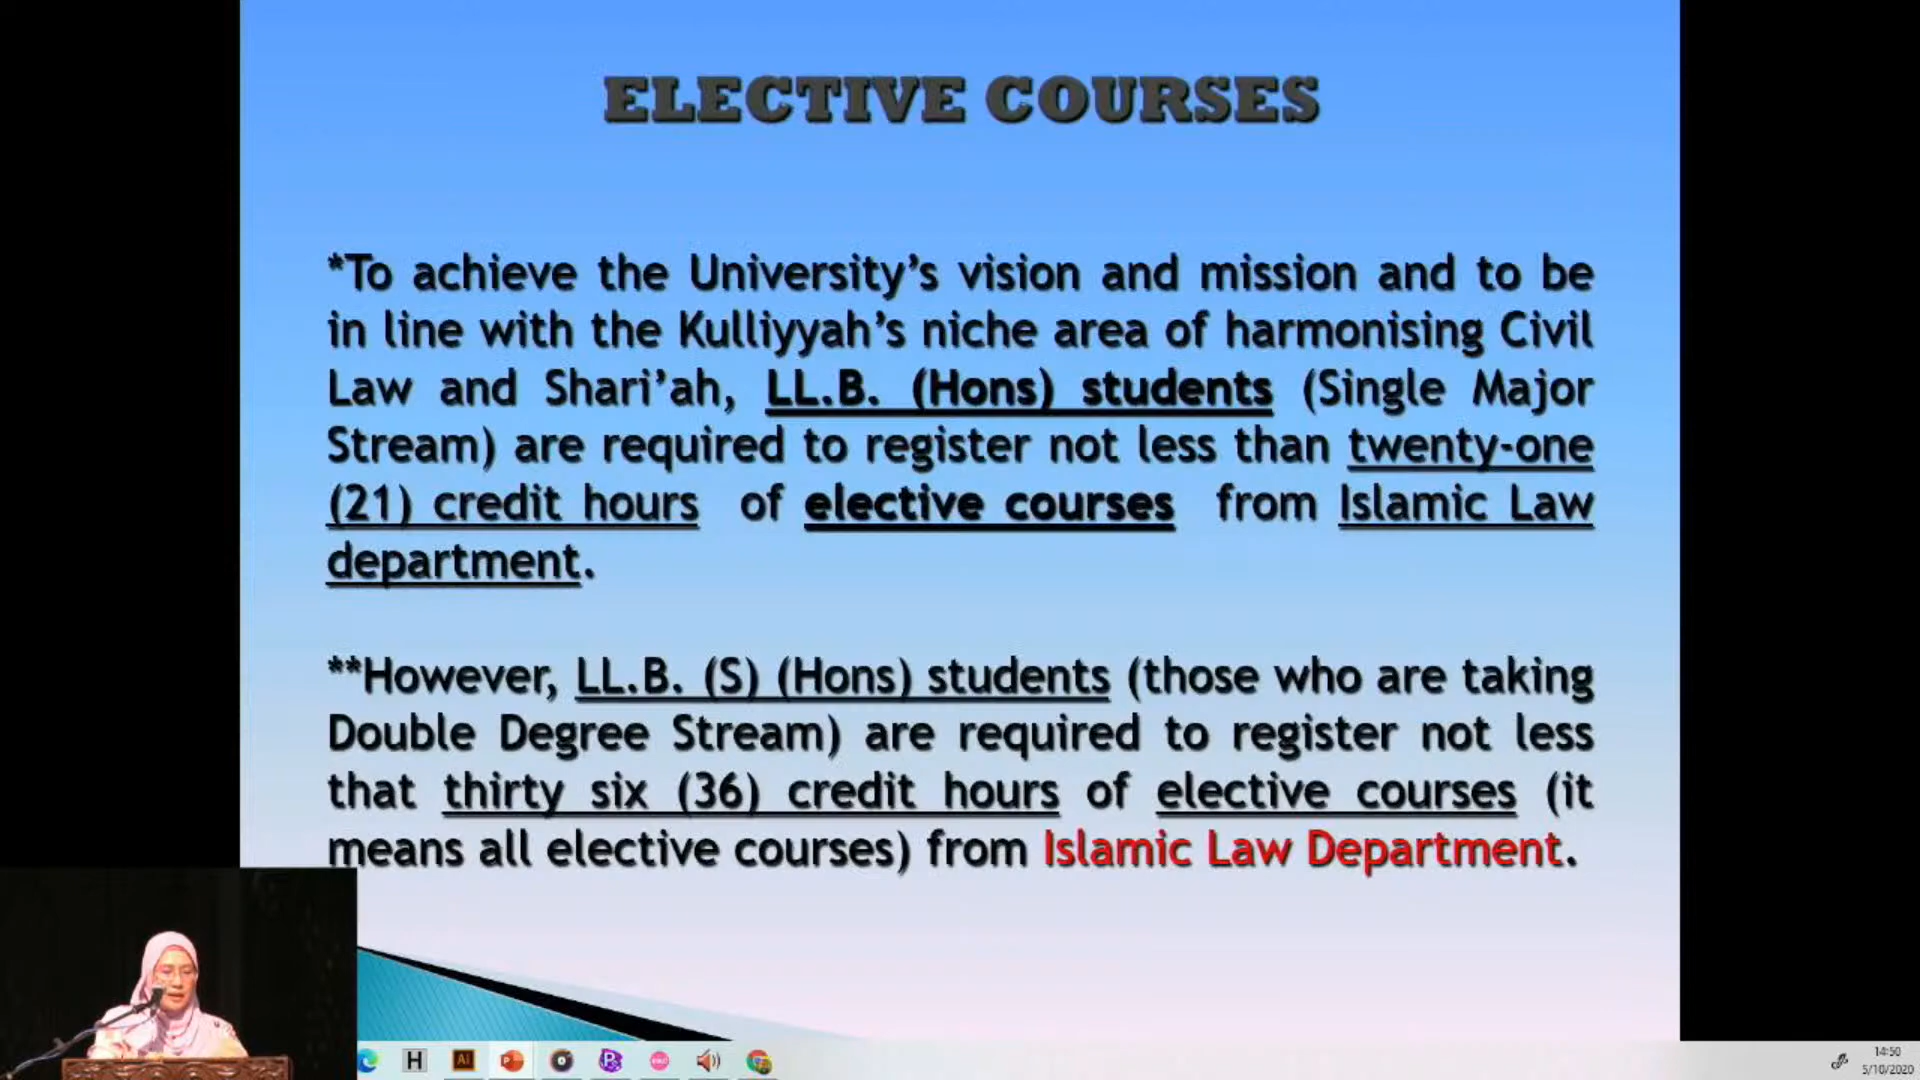 ELECTIVE COURSES
*To achieve the University’s vision and mission and to be
in line with the Kulliyyah’s niche area of harmonising Civil
Law and Shari’ah, LL.B. (Hons) students (Single Major
Stream) are required to register not less than twenty-one
(21) credit hours of elective courses from Islamic Law
department.
**However, LL.B. (S) (Hons) students (those who are taking
Double Degree Stream) are required to register not less
that thirty six (36) credit hours of elective courses (it
means all elective courses) from Islamic Law Department.
H
Ai
P
14:50
5/10/2020